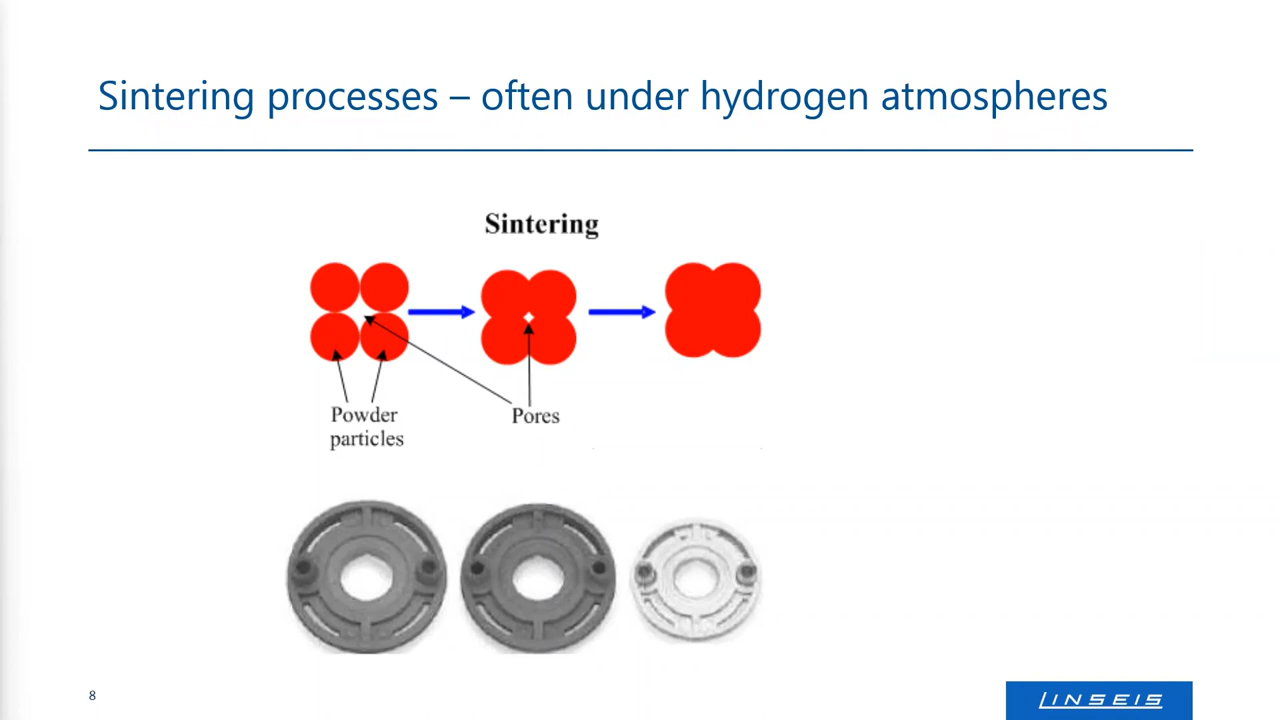 Sintering processes – often under hydrogen atmospheres
Sintering
Powder
particles
Pores
8
LINSEIS